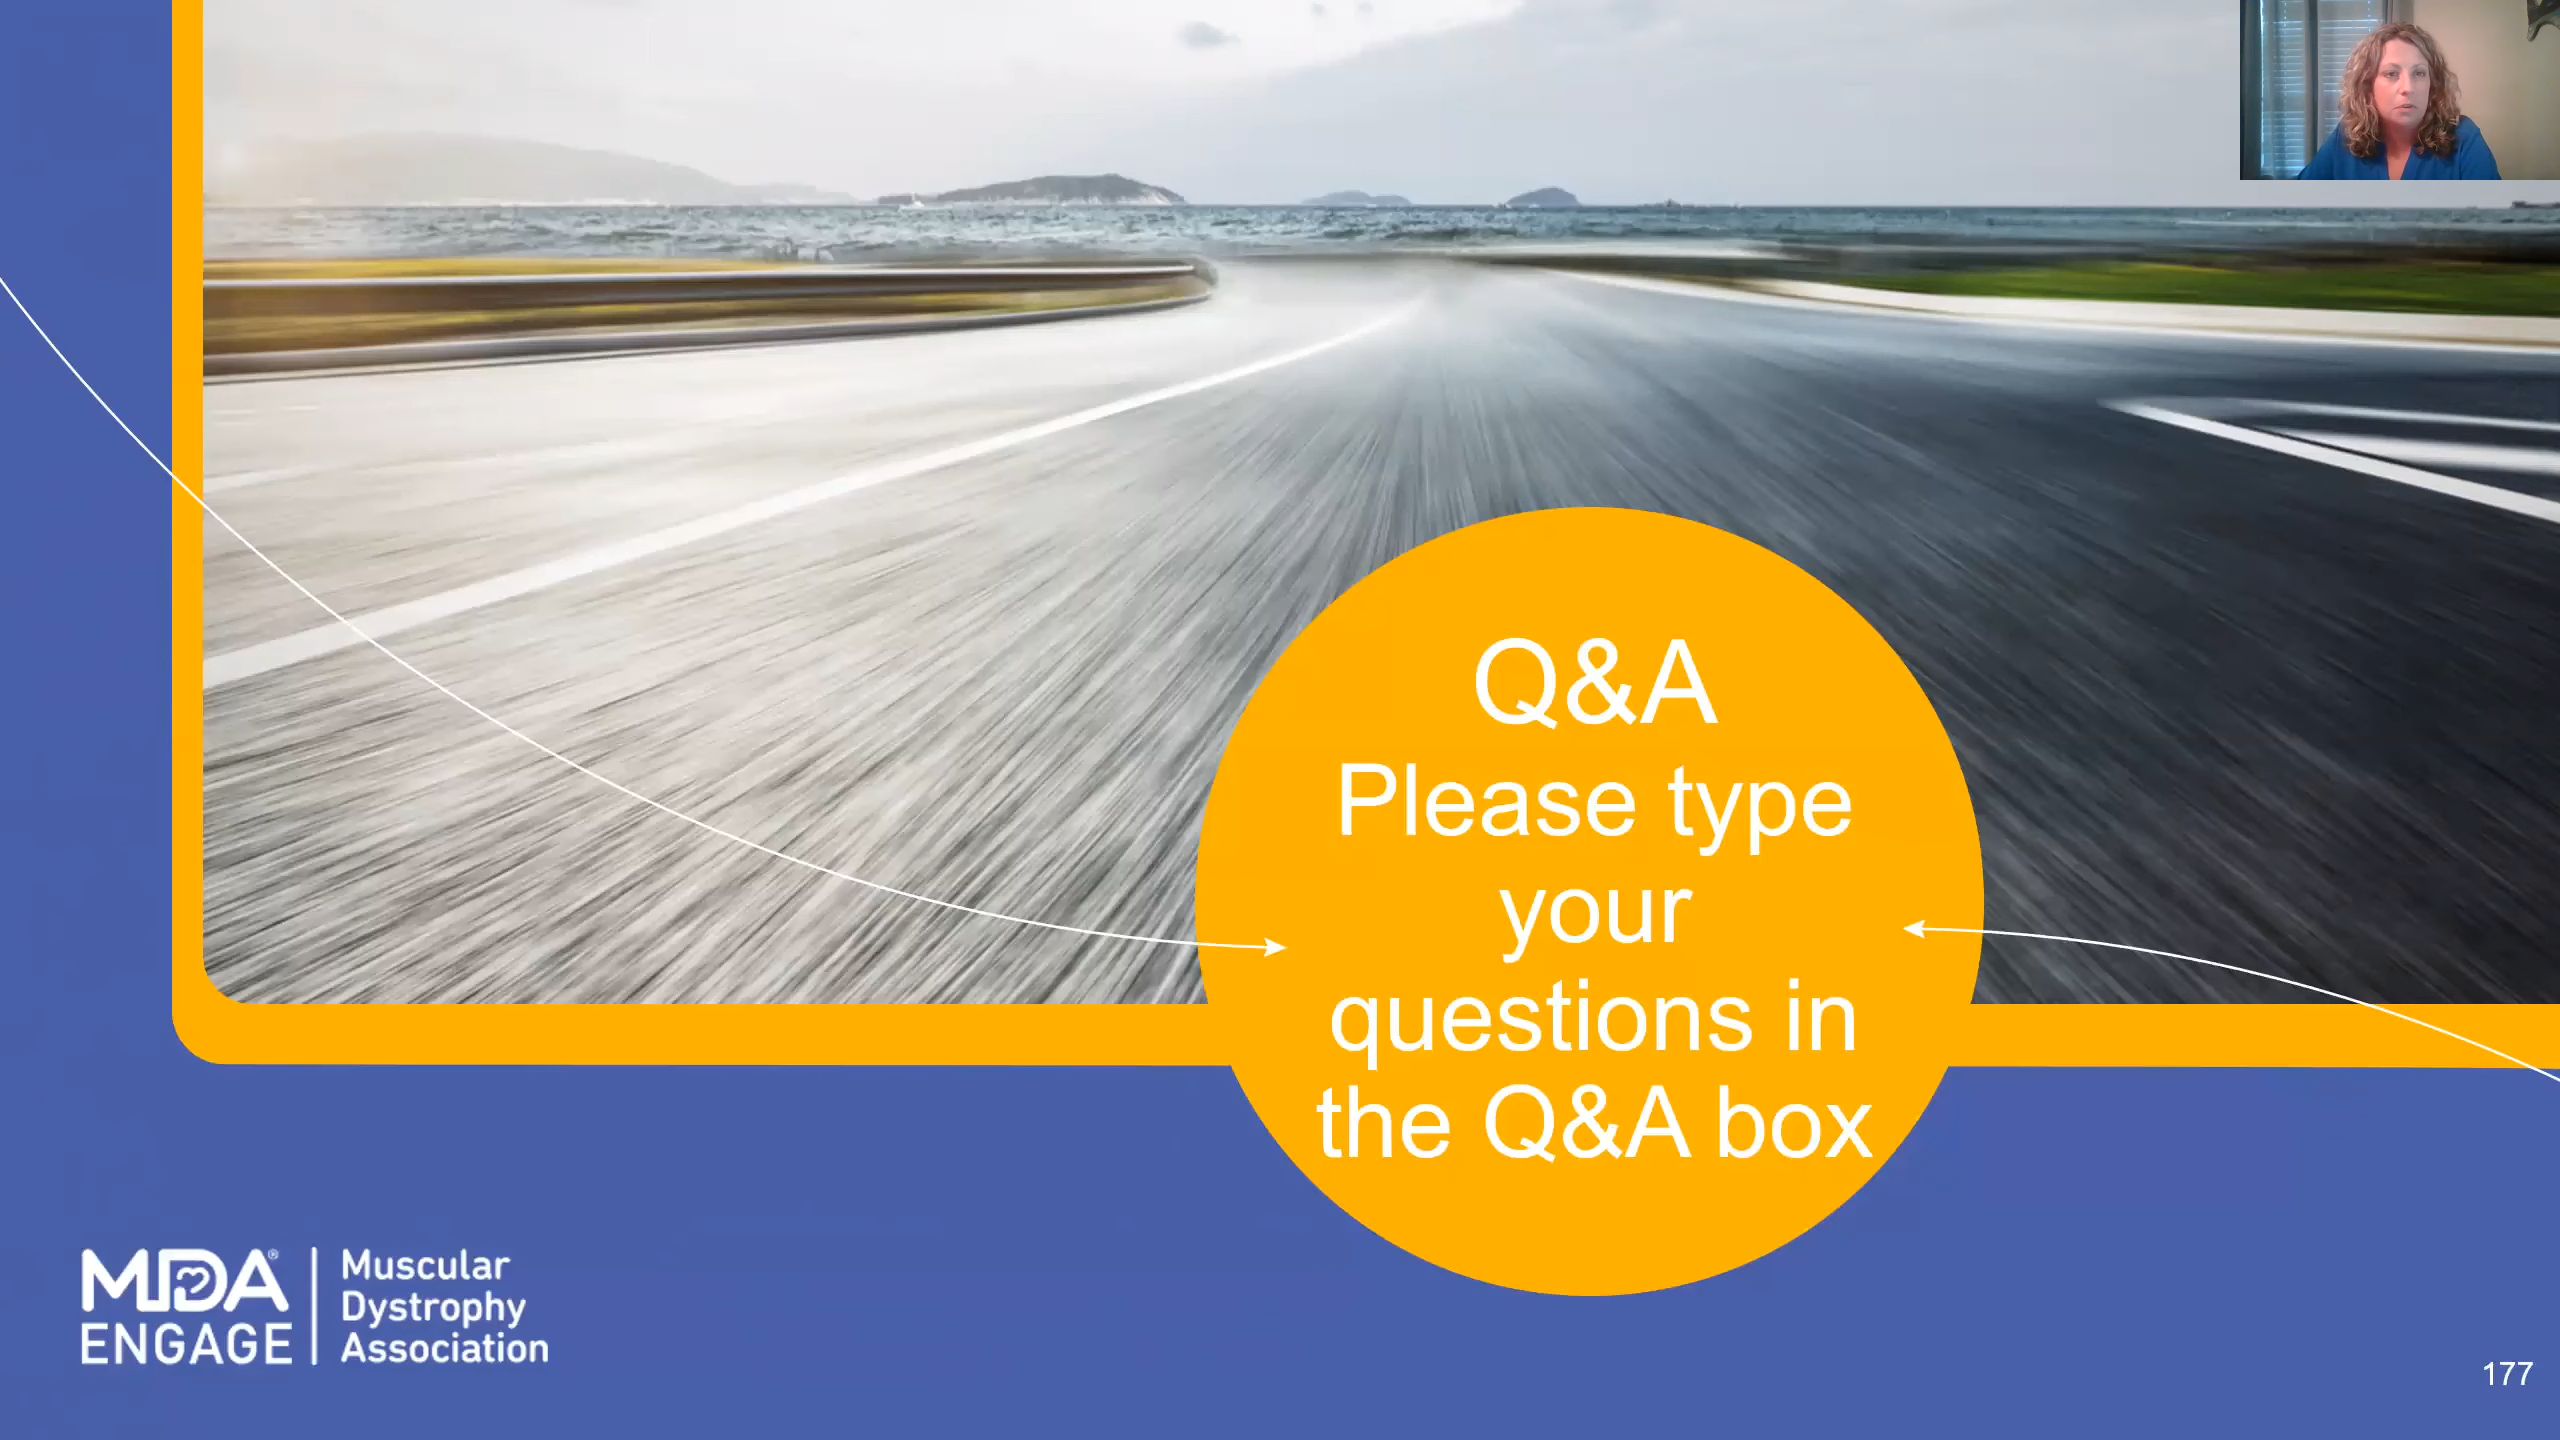 Q&A
Please type
your
questions in
the Q&A box
MDA®
ENGAGE
Muscular
Dystrophy
Association
177